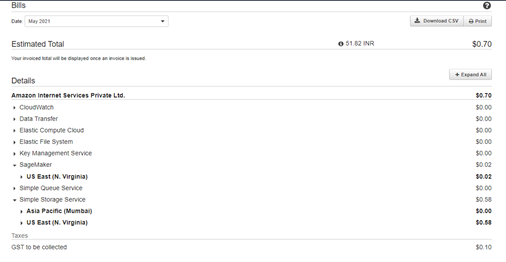 Bills
Date: May 2021
Download CSV Print
Estimated Total 51.62 INR $0.70
Your invoiced total will be displayed once an invoice is issued.
Expand All
Details
Amazon Internet Services Private Ltd. $0.70
CloudWatch $0.00
Data Transfer $0.00
Elastic Compute Cloud $0.00
Elastic File System $0.00
Key Management Service $0.00
SageMaker $0.02
US East (N. Virginia) $0.02
Simple Queue Service $0.00
Simple Storage Service $0.58
Asia Pacific (Mumbai) $0.00
US East (N. Virginia) $0.58
Taxes
GST to be collected $0.10